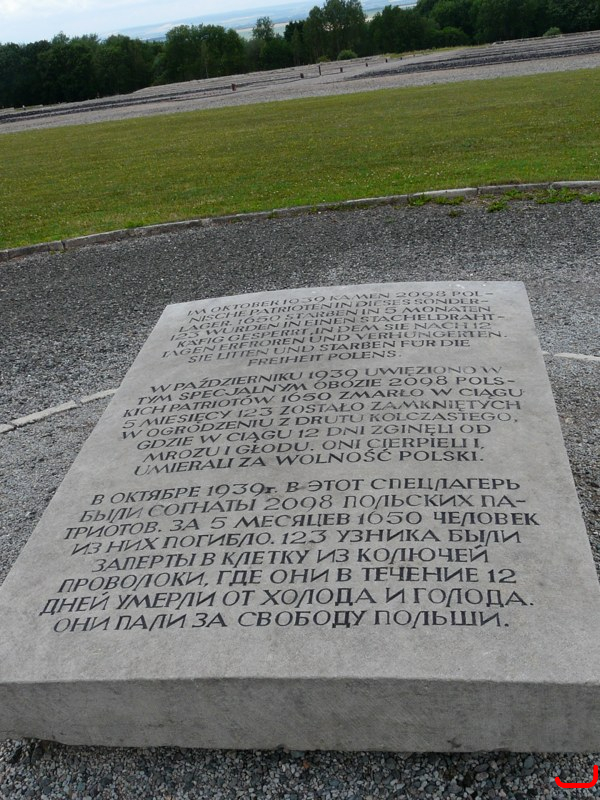 IM OKTOBER 1939 KAMEN 2098 POL-
NISCHE PATRIOTEN IN DIESES SONDER-
LAGER. 1650 STARBEN IN 5 MONATEN
123 WURDEN IN EINEN STACHELDRAHT-
KÄFIG GESPERRT, IN DEM SIE NACH 12
TAGEN ERFROREN UND VERHUNGERTEN.
SIE LITTEN UND STARBEN FÜR DIE
FREIHEIT POLENS.
W PAŹDZIERNIKU 1939 UWIĘZIONO W
TYM SPECJALNYM OBOZIE 2098 POLS-
KICH PATRIOTÓW 1650 ZMARŁO W CIĄGU
5 MIESIĘCY 123 ZOSTAŁO ZAMKNIĘTYCH
W OGRODZENIU Z DRUTU KOLCZASTEGO,
GDZIE W CIĄGU 12 DNI ZGINĘLI OD
MROZU I GŁODU. ONI CIERPIELI I,
UMIERALI ZA WOLNOŚĆ POLSKI.
В ОКТЯБРЕ 1939г. В ЭТОТ СПЕЦЛАГЕРЬ
БЫЛИ СОГНАТЫ 2098 ПОЛЬСКИХ ПА-
ТРИОТОВ. ЗА 5 МЕСЯЦЕВ 1650 ЧЕЛОВЕК
ИЗ НИХ ПОГИБЛО. 123 УЗНИКА БЫЛИ
ЗАПЕРТЫ В КЛЕТКУ ИЗ КОЛЮЧЕЙ
ПРОВОЛОКИ, ГДЕ ОНИ В ТЕЧЕНИЕ 12
ДНЕЙ УМЕРЛИ ОТ ХОЛОДА И ГОЛОДА.
ОНИ ПАЛИ ЗА СВОБОДУ ПОЛЬШИ.